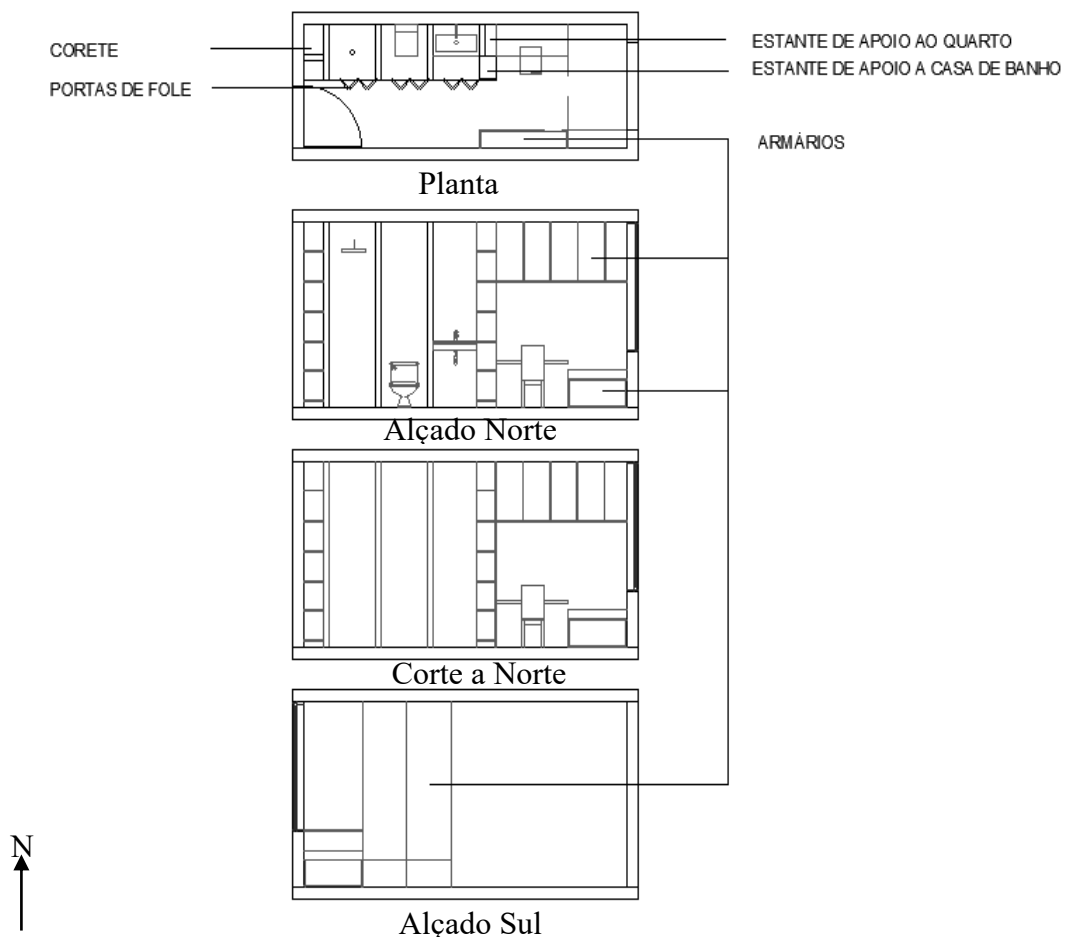 CORETE
ESTANTE DE APOIO AO QUARTO
ESTANTE DE APOIO A CASA DE BANHO
PORTAS DE FOLE
ARMÁRIOS
Planta
Alçado Norte
Corte a Norte
N
Alçado Sul